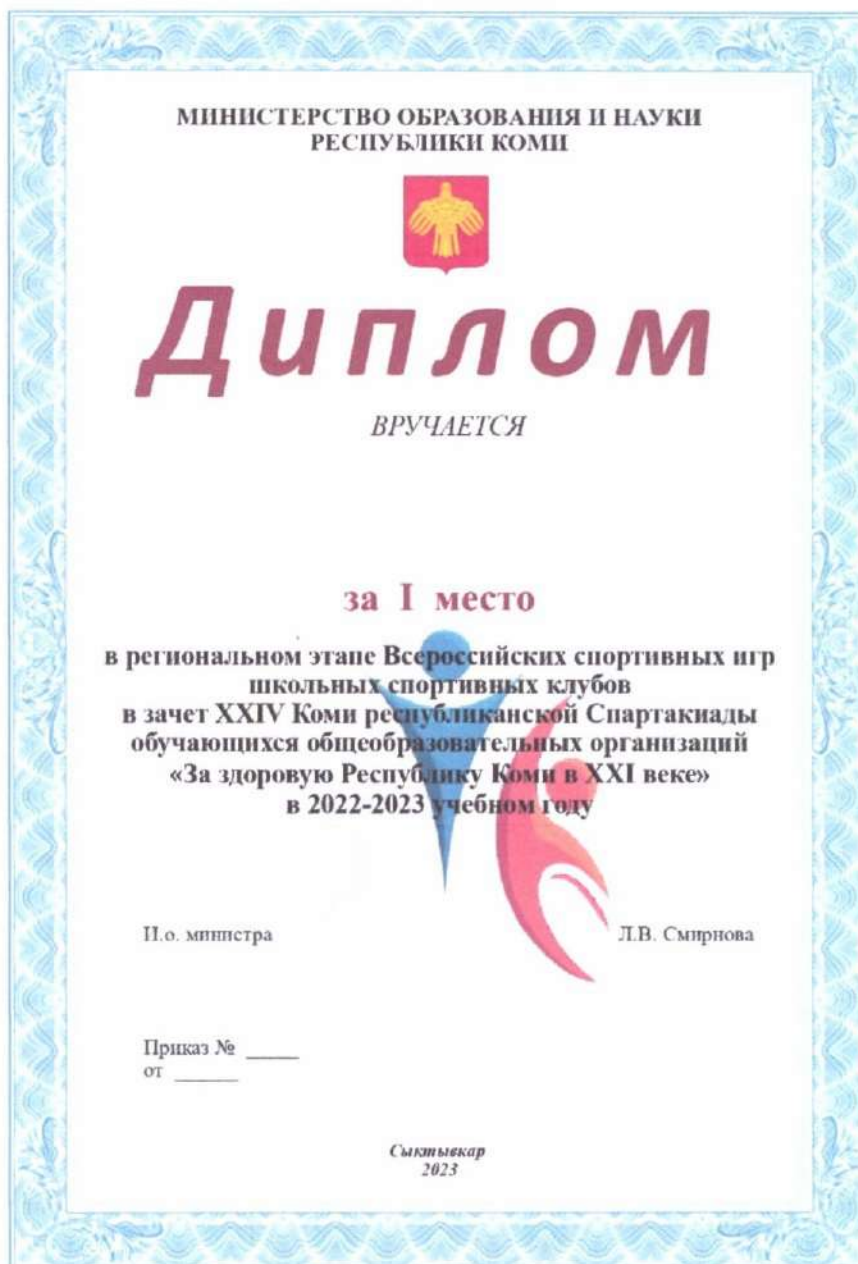 МИНИСТЕРСТВО ОБРАЗОВАНИЯ И НАУКИ
РЕСПУБЛИКИ КОМИ
Диплом
ВРУЧАЕТСЯ
за I место
в региональном этапе Всероссийских спортивных игр
школьных спортивных клубов
в зачет XXIV Коми республиканской Спартакиады
обучающихся общеобразовательных организаций
«За здоровую Республику Коми в XXI веке»
в 2022-2023 учебном году
И.о. министра Л.В. Смирнова
Приказ № _____
от ______
Сыктывкар
2023